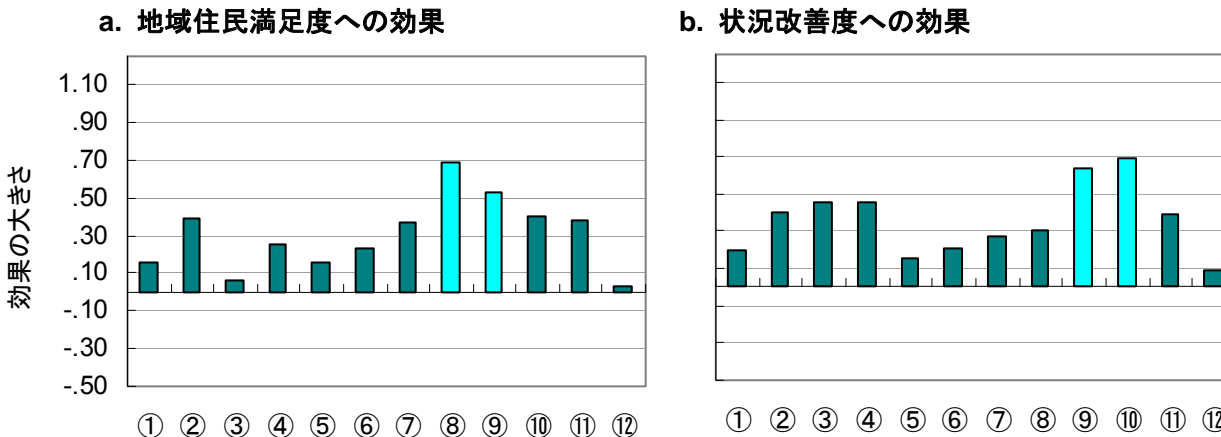 a. 地域住民満足度への効果
b. 状況改善度への効果
効果の大きさ
1.10
.90
.70
.50
.30
.10
-.10
-.30
-.50
① ② ③ ④ ⑤ ⑥ ⑦ ⑧ ⑨ ⑩ ⑪ ⑫
① ② ③ ④ ⑤ ⑥ ⑦ ⑧ ⑨ ⑩ ⑪ ⑫